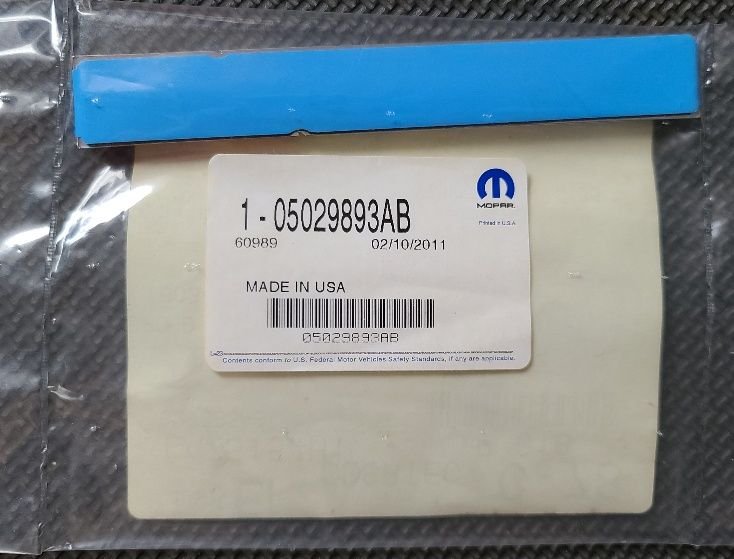 MOPAR
Printed in U.S.A
1 - 05029893AB
60989 02/10/2011
MADE IN USA
05029893AB
Contents conform to U.S. Federal Motor Vehicles Safety Standards, if any are applicable.